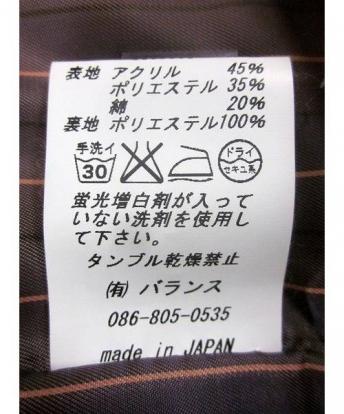 表地 アクリル 45%
ポリエステル 35%
綿 20%
裏地 ポリエステル100%
手洗イ
30
ドライ
セキユ系
蛍光増白剤が入って
いない洗剤を使用し
て下さい。
タンブル乾燥禁止
㈲ バランス
086-805-0535
made in JAPAN